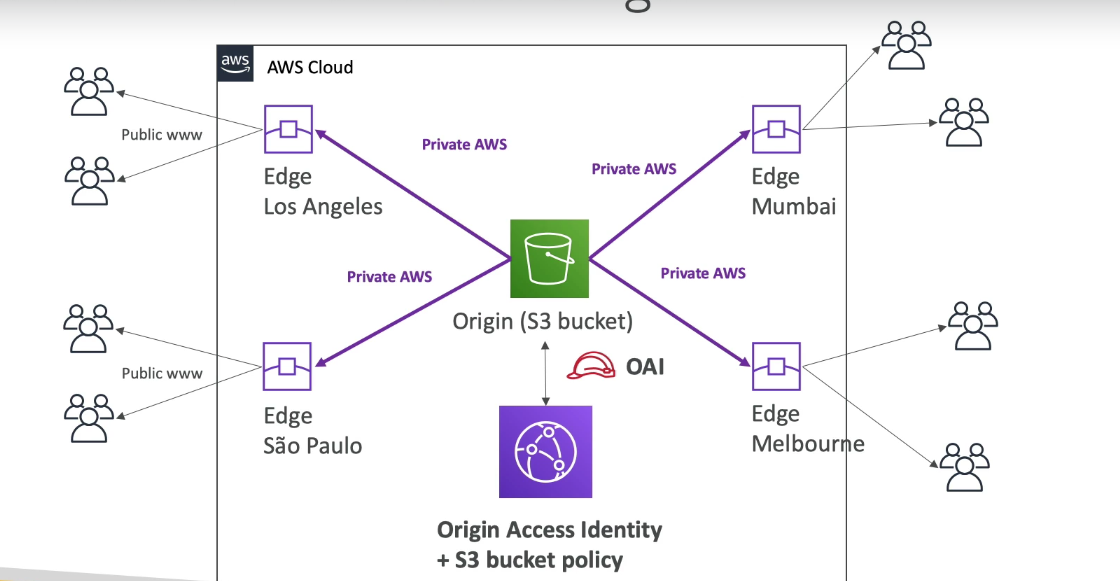 aws
AWS Cloud
Public www
Private AWS
Private AWS
Edge
Los Angeles
Edge
Mumbai
Private AWS
Private AWS
Origin (S3 bucket)
OAI
Public www
Edge
São Paulo
Edge
Melbourne
Origin Access Identity
+ S3 bucket policy